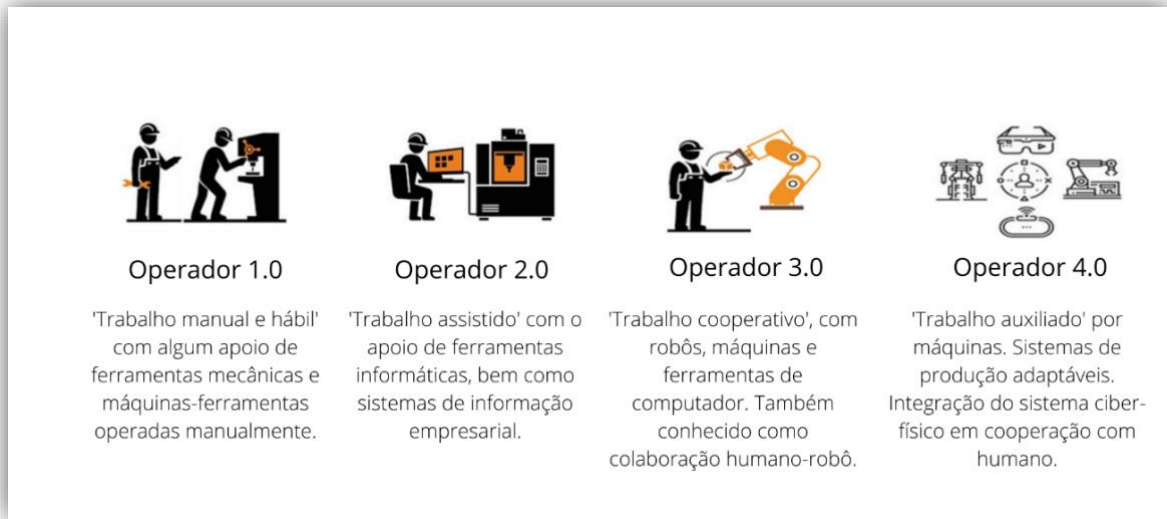 Operador 1.0
'Trabalho manual e hábil'
com algum apoio de
ferramentas mecânicas e
máquinas-ferramentas
operadas manualmente.
Operador 2.0
'Trabalho assistido' com o
apoio de ferramentas
informáticas, bem como
sistemas de informação
empresarial.
Operador 3.0
'Trabalho cooperativo', com
robôs, máquinas e
ferramentas de
computador. Também
conhecido como
colaboração humano-robô.
Operador 4.0
'Trabalho auxiliado' por
máquinas. Sistemas de
produção adaptáveis.
Integração do sistema ciber-
físico em cooperação com
humano.